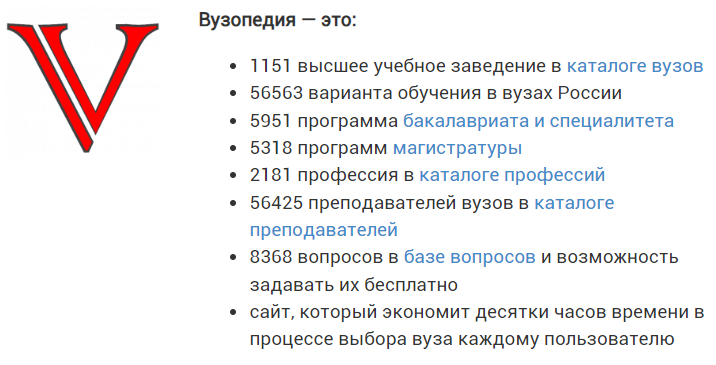 Вузопедия — это:
• 1151 высшее учебное заведение в каталоге вузов
• 56563 варианта обучения в вузах России
• 5951 программа бакалавриата и специалитета
• 5318 программ магистратуры
• 2181 профессия в каталоге профессий
• 56425 преподавателей вузов в каталоге
преподавателей
• 8368 вопросов в базе вопросов и возможность
задавать их бесплатно
• сайт, который экономит десятки часов времени в
процессе выбора вуза каждому пользователю